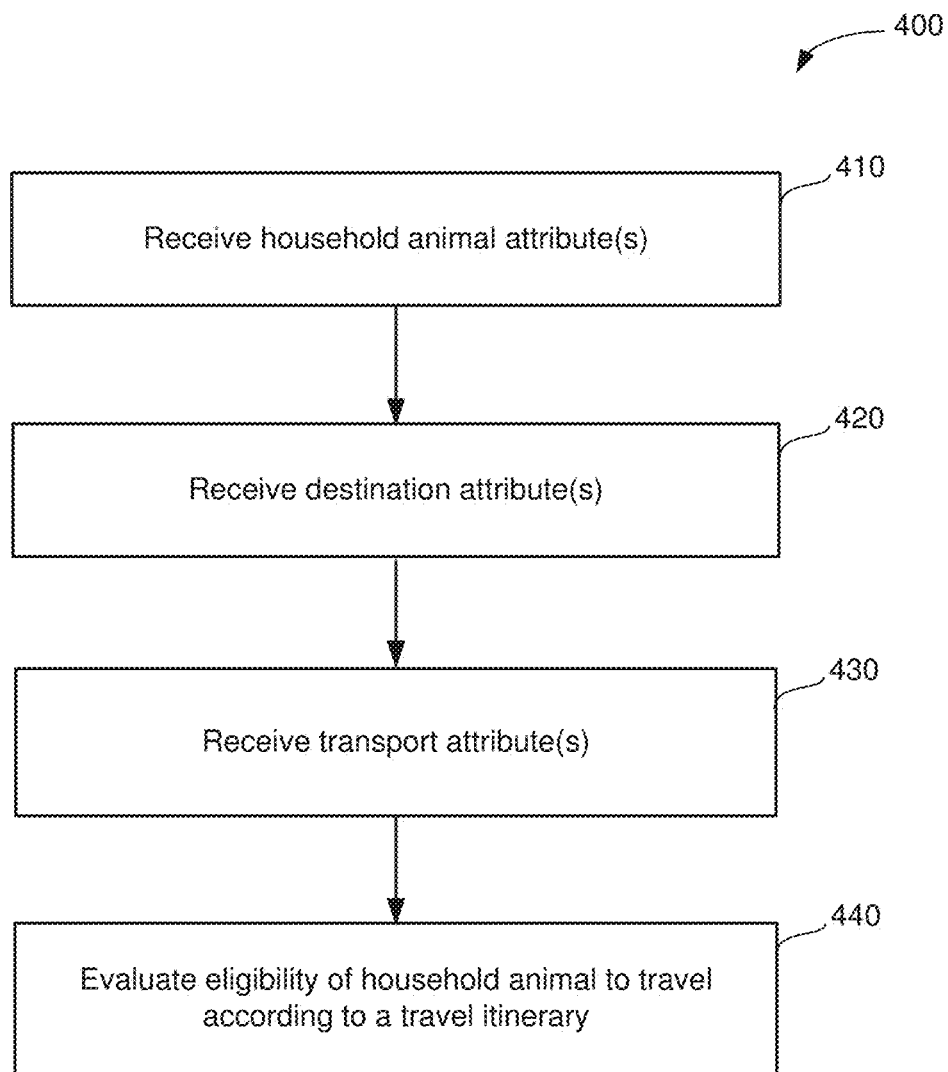 400
410
Receive household animal attribute(s)
420
Receive destination attribute(s)
430
Receive transport attribute(s)
440
Evaluate eligibility of household animal to travel
according to a travel itinerary